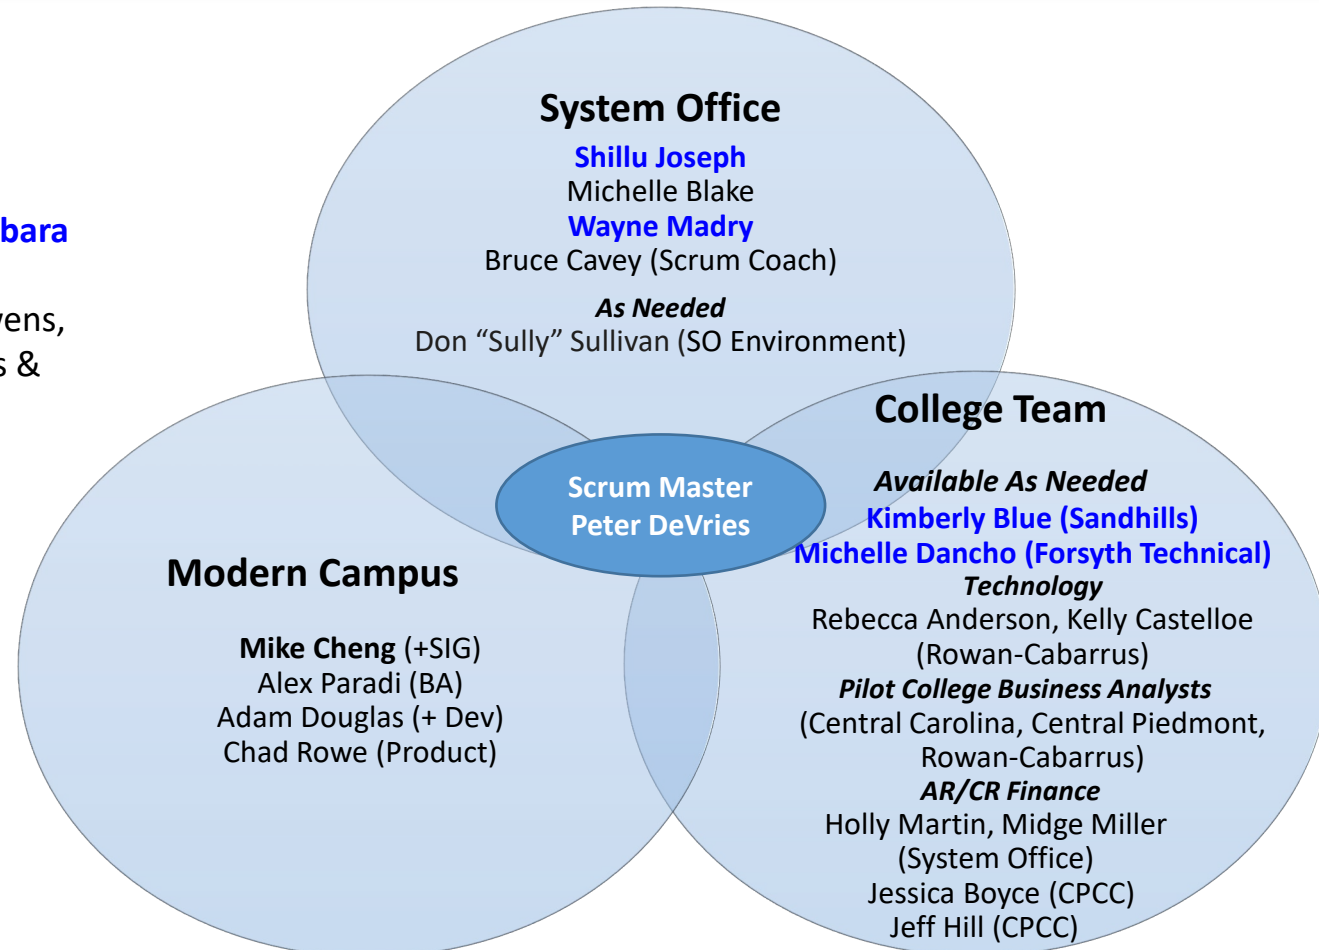 System Office
Shillu Joseph
Michelle Blake
Wayne Madry
Bruce Cavey (Scrum Coach)
As Needed
Don “Sully” Sullivan (SO Environment)
bara
vens,
s &
Scrum Master
Peter DeVries
Modern Campus
Mike Cheng (+SIG)
Alex Paradi (BA)
Adam Douglas (+ Dev)
Chad Rowe (Product)
College Team
Available As Needed
Kimberly Blue (Sandhills)
Michelle Dancho (Forsyth Technical)
Technology
Rebecca Anderson, Kelly Castelloe
(Rowan-Cabarrus)
Pilot College Business Analysts
(Central Carolina, Central Piedmont,
Rowan-Cabarrus)
AR/CR Finance
Holly Martin, Midge Miller
(System Office)
Jessica Boyce (CPCC)
Jeff Hill (CPCC)